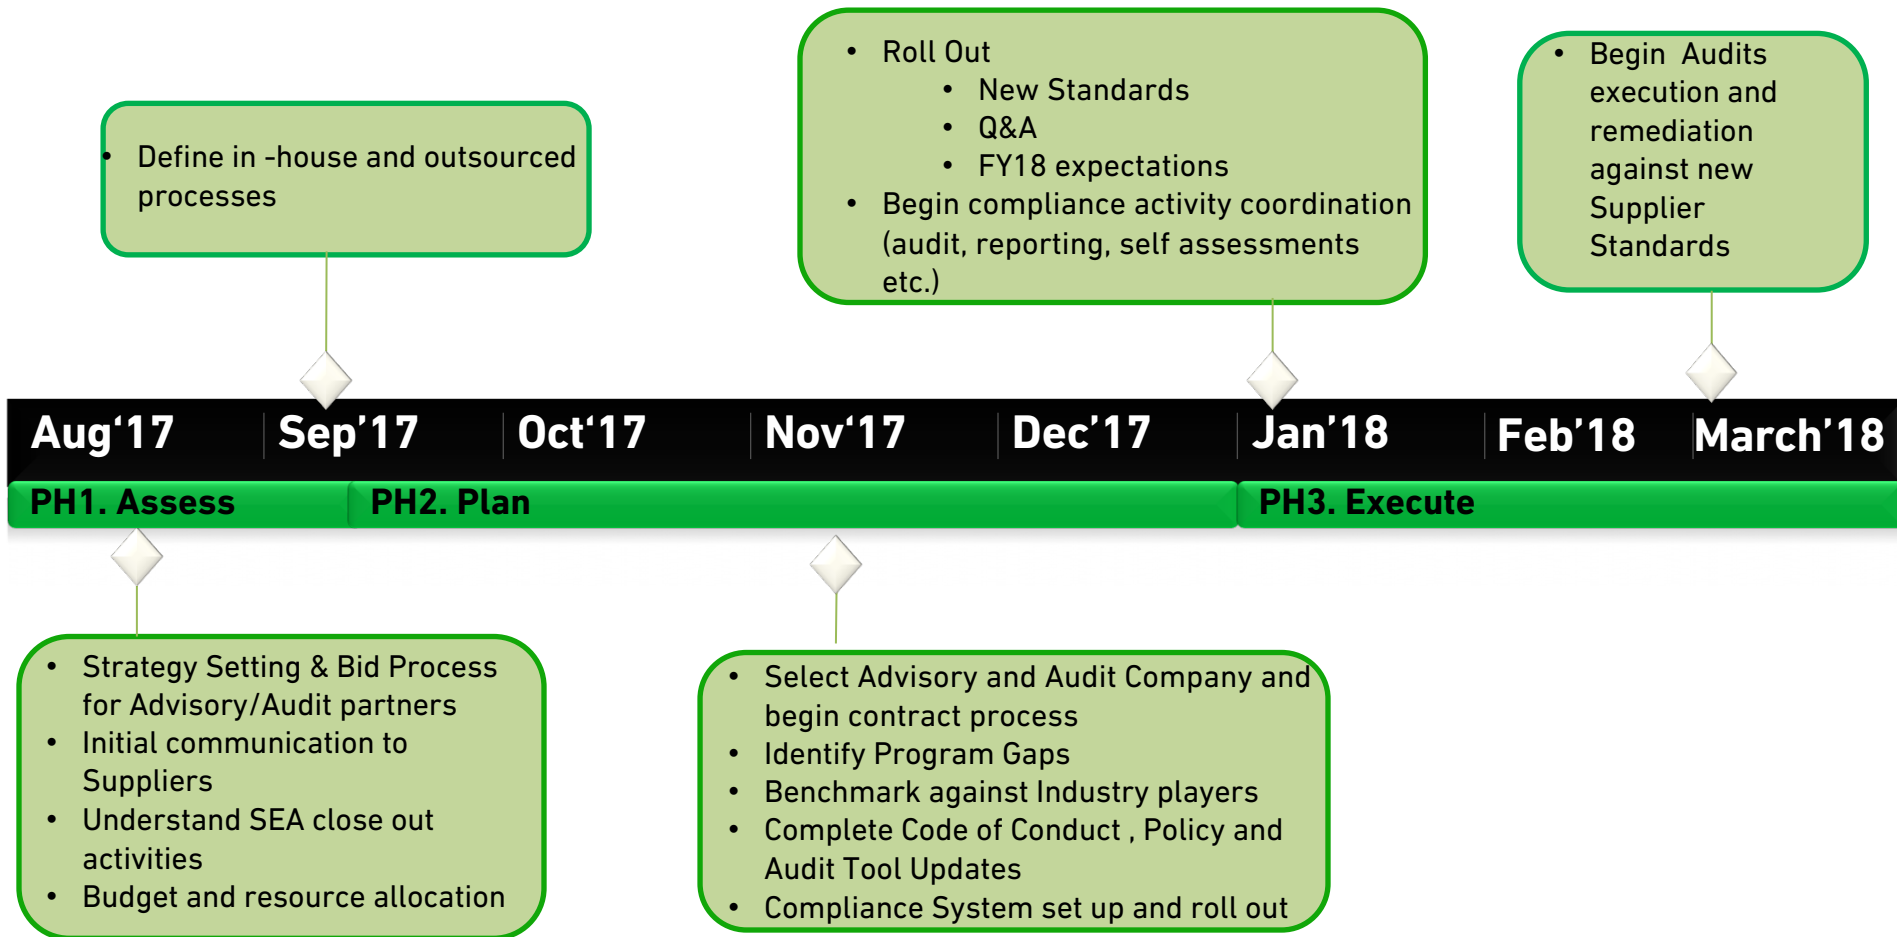 • Define in -house and outsourced
processes
• Roll Out
• New Standards
• Q&A
• FY18 expectations
• Begin compliance activity coordination
(audit, reporting, self assessments
etc.)
• Begin Audits
execution and
remediation
against new
Supplier
Standards
Aug‘17
Sep’17
Oct‘17
Nov‘17
Dec’17
Jan’18
Feb’18
March’18
PH1. Assess
PH2. Plan
PH3. Execute
• Strategy Setting & Bid Process
for Advisory/Audit partners
• Initial communication to
Suppliers
• Understand SEA close out
activities
• Budget and resource allocation
• Select Advisory and Audit Company and
begin contract process
• Identify Program Gaps
• Benchmark against Industry players
• Complete Code of Conduct , Policy and
Audit Tool Updates
• Compliance System set up and roll out